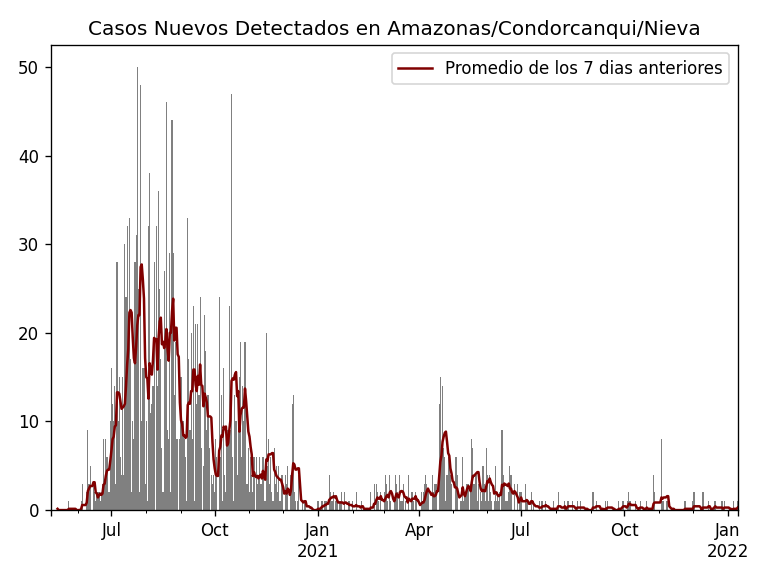 Casos Nuevos Detectados en Amazonas/Condorcanqui/Nieva
Promedio de los 7 dias anteriores
50
40
30
20
10
0
Jul
Oct
Jan
2021
Apr
Jul
Oct
Jan
2022